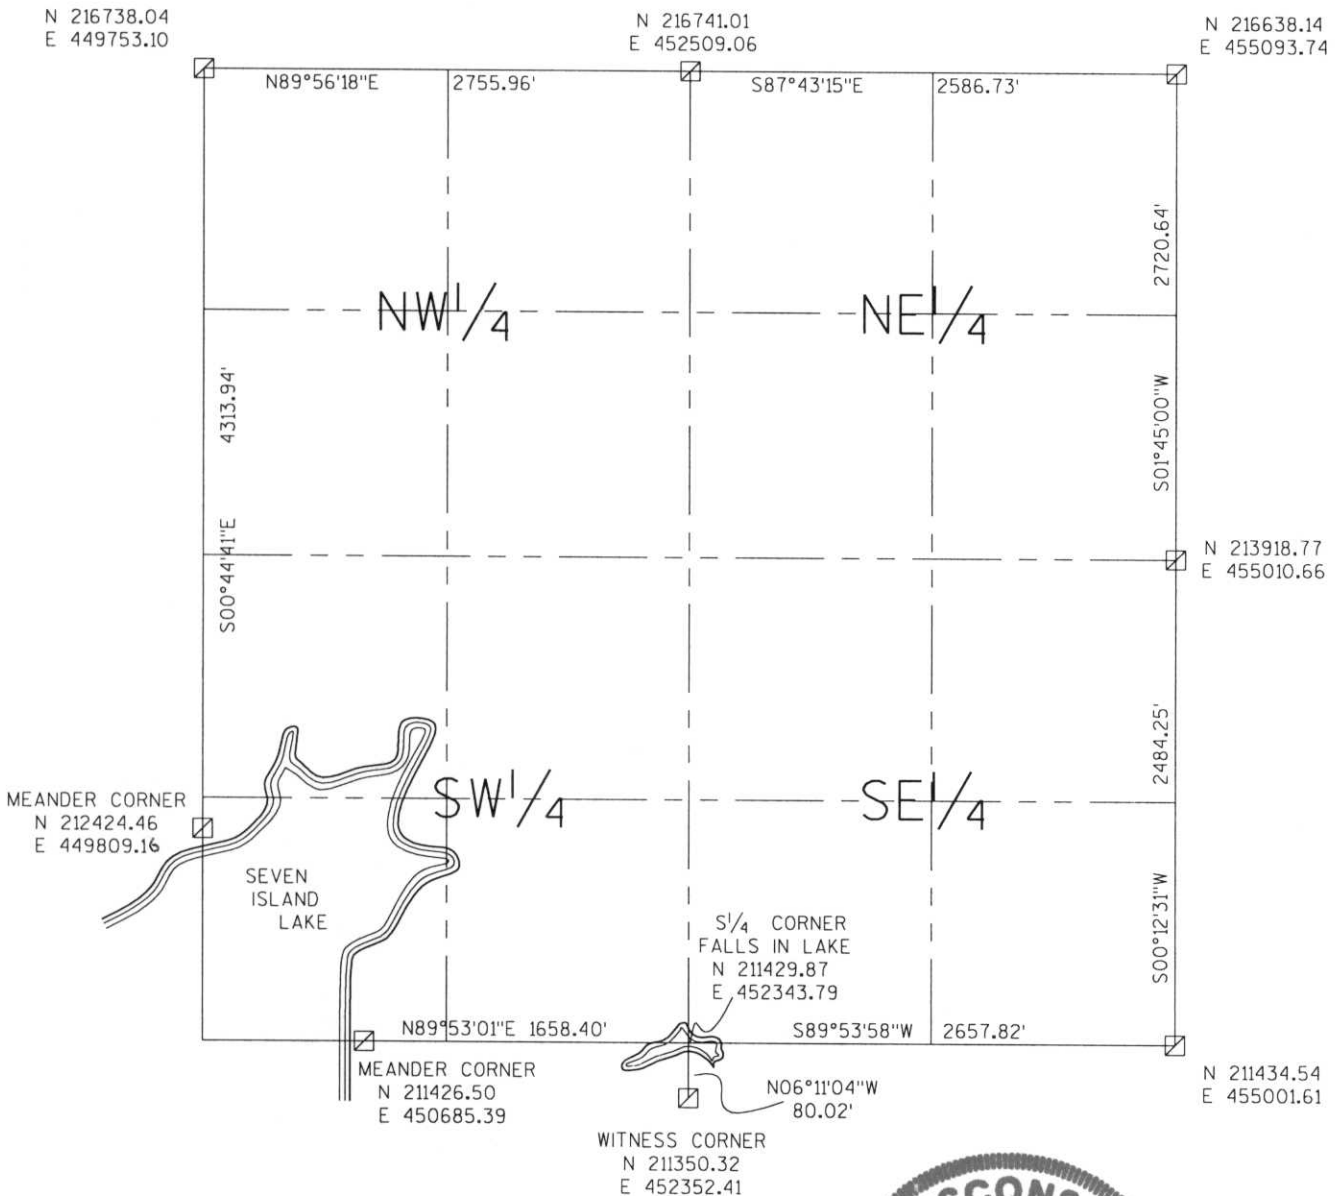 N 216738.04
E 449753.10
N 216741.01
E 452509.06
N 216638.14
E 455093.74
N89°56'18"E 2755.96'
S87°43'15"E 2586.73'
2720.64'
NW1/4
NE1/4
4313.94'
S01°45'00"W
S00°44'41"E
N 213918.77
E 455010.66
2484.25'
MEANDER CORNER
N 212424.46
E 449809.16
SW1/4
SE1/4
SEVEN
ISLAND
LAKE
S1/4 CORNER
FALLS IN LAKE
N 211429.87
E 452343.79
S00°12'31"W
N89°53'01"E 1658.40'
S89°53'58"W 2657.82'
MEANDER CORNER
N 211426.50
E 450685.39
N06°11'04"W
80.02'
N 211434.54
E 455001.61
WITNESS CORNER
N 211350.32
E 452352.41